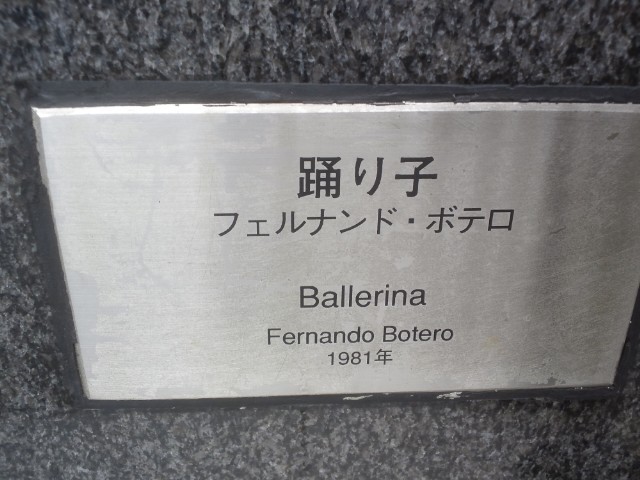 踊り子
フェルナンド・ボテロ
Ballerina
Fernando Botero
1981年